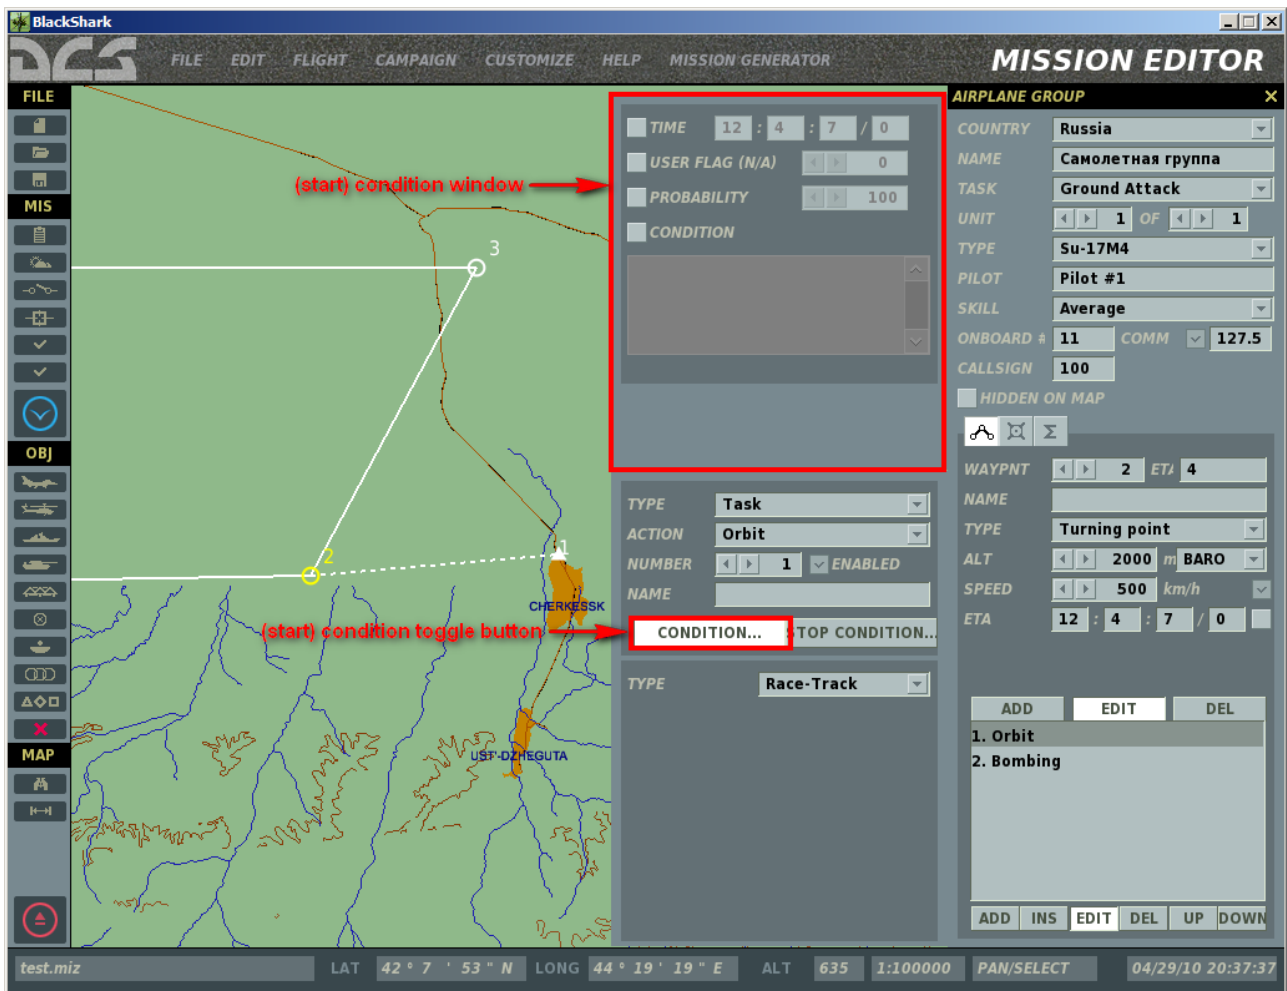 BlackShark
DCS
FILE EDIT FLIGHT CAMPAIGN CUSTOMIZE HELP MISSION GENERATOR
MISSION EDITOR
FILE
MIS
OBJ
MAP
(start) condition window
3
2
1
CHERKESSK
(start) condition toggle button
UST'-DZHEGUTA
TIME 12 : 4 : 7 / 0
USER FLAG (N/A) 0
PROBABILITY 100
CONDITION
TYPE Task
ACTION Orbit
NUMBER 1 ENABLED
NAME
CONDITION... STOP CONDITION...
TYPE Race-Track
AIRPLANE GROUP X
COUNTRY Russia
NAME Самолетная группа
TASK Ground Attack
UNIT 1 OF 1
TYPE Su-17M4
PILOT Pilot #1
SKILL Average
ONBOARD # 11 COMM 127.5
CALLSIGN 100
HIDDEN ON MAP
Σ
WAYPNT 2 ETA 4
NAME
TYPE Turning point
ALT 2000 m BARO
SPEED 500 km/h
ETA 12 : 4 : 7 / 0
ADD EDIT DEL
1. Orbit
2. Bombing
ADD INS EDIT DEL UP DOWN
test.miz LAT 42 ° 7 ' 53 " N LONG 44 ° 19 ' 19 " E ALT 635 1:100000 PAN/SELECT 04/29/10 20:37:37